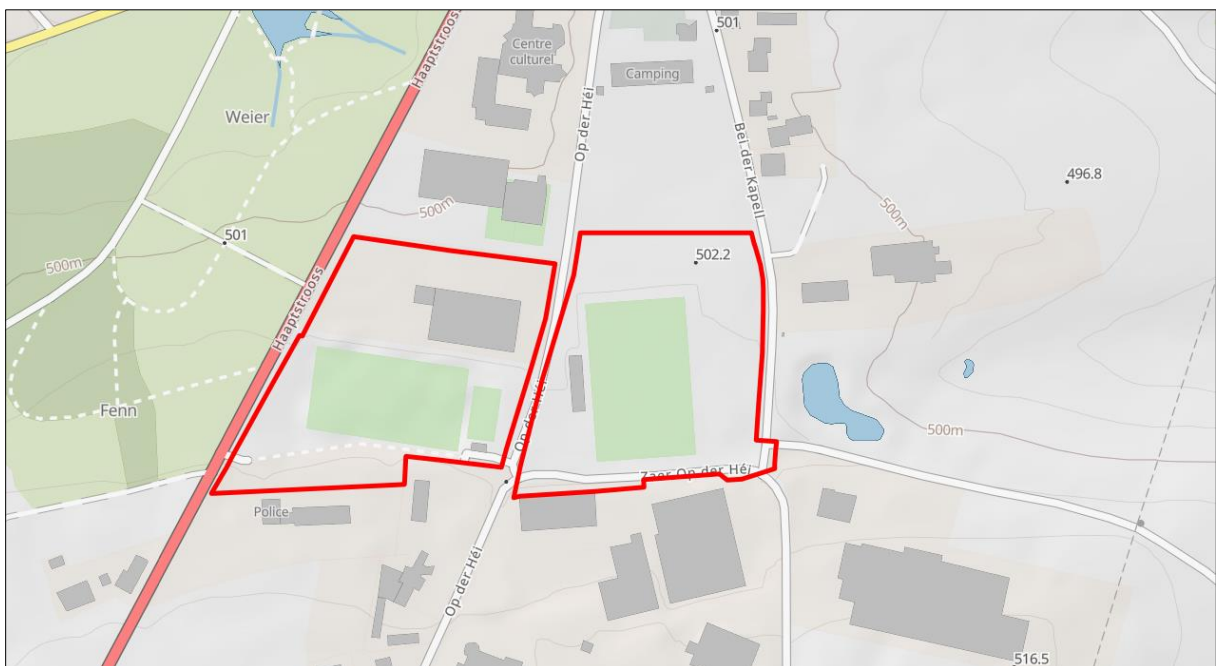 501
Haaptstrooss
Centre
culturel
Camping
Op der Héi
Weier
Bei der Kapell
496.8
500m
500m
501
500m
502.2
Haaptstrooss
Op der Héi
Fenn
500m
Zaer Op der Héi
Police
Op der Héi
516.5